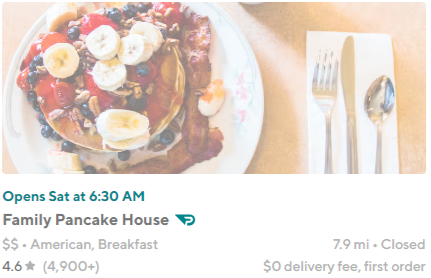 Opens Sat at 6:30 AM
Family Pancake House
$$ • American, Breakfast 7.9 mi • Closed
4.6★ (4,900+) $0 delivery fee, first order